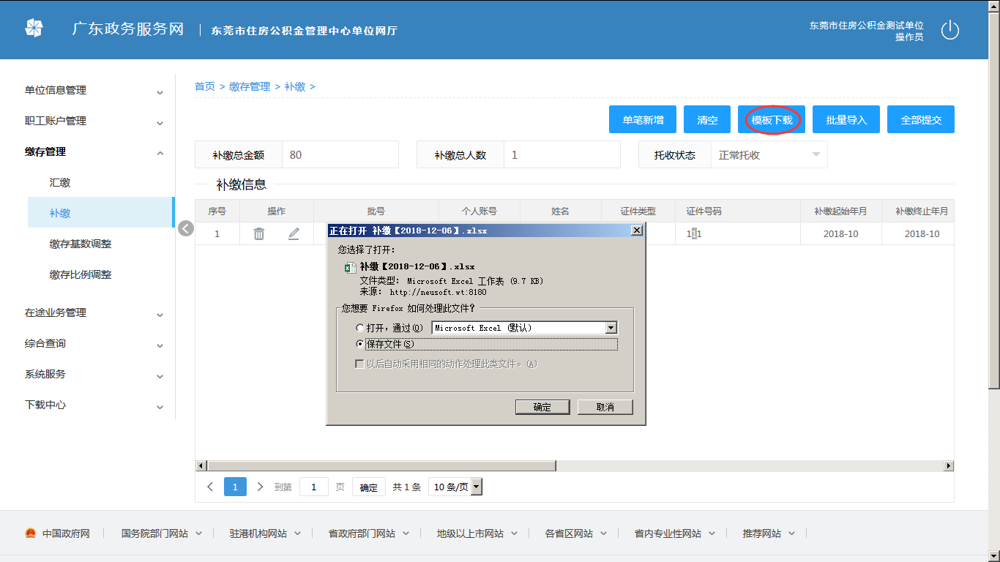 广东政务服务网
东莞市住房公积金管理中心单位网厅
东莞市住房公积金测试单位
操作员
单位信息管理
职工账户管理
缴存管理
汇缴
补缴
缴存基数调整
缴存比例调整
在途业务管理
综合查询
系统服务
下载中心
首页 > 缴存管理 > 补缴 >
单笔新增 清空 模板下载 批量导入 全部提交
补缴总金额 80 补缴总人数 1 托收状态 正常托收
补缴信息
序号 操作 批号 个人账号 姓名 证件类型 证件号码 补缴起始年月 补缴终止年月
1 111 2018-10 2018-10
正在打开 补缴【2018-12-06】.xlsx
您选择了打开:
补缴【2018-12-06】.xlsx
文件类型: Microsoft Excel 工作表 (9.7 KB)
来源: http://neusoft.wt:8180
您想要 Firefox 如何处理此文件?
打开，通过(O) Microsoft Excel (默认)
保存文件(S)
以后自动采用相同的动作处理此类文件。(A)
确定 取消
1 到第 1 页 确定 共 1 条 10 条/页
中国政府网 国务院部门网站 驻港机构网站 省政府部门网站 地级以上市网站 各省区网站 省内专业性网站 推荐网站